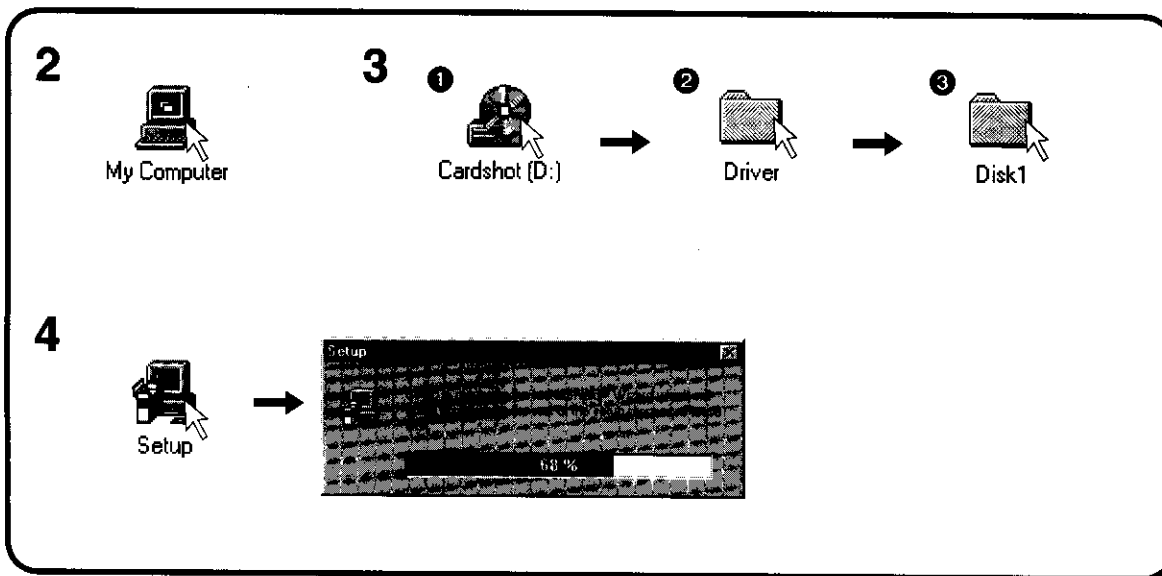 2
3
❶
❷
❸
My Computer
Cardshot (D:)
Driver
Disk1
4
Setup
Setup
68 %